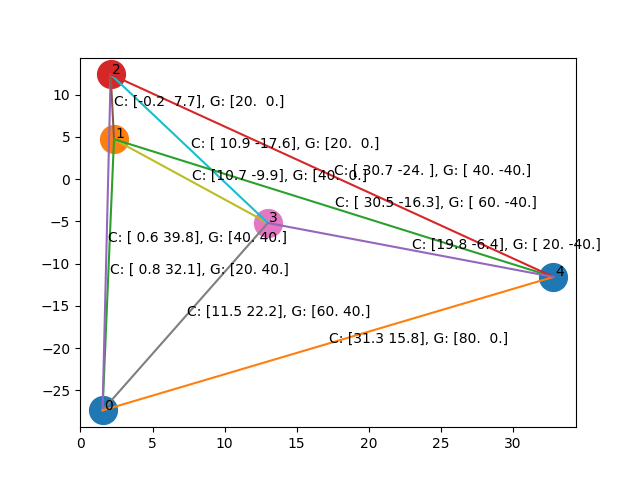 2
C: [-0.2  7.7], G: [20.  0.]
10
1
C: [ 10.9 -17.6], G: [20.  0.]
5
C: [ 30.7 -24. ], G: [ 40. -40.]
C: [10.7 -9.9], G: [40.  0.]
0
C: [ 30.5 -16.3], G: [ 60. -40.]
3
−5
C: [ 0.6 39.8], G: [40. 40.]
C: [19.8 -6.4], G: [ 20. -40.]
−10
C: [ 0.8 32.1], G: [20. 40.]
4
−15
C: [11.5 22.2], G: [60. 40.]
C: [31.3 15.8], G: [80.  0.]
−20
−25
0
0 5 10 15 20 25 30